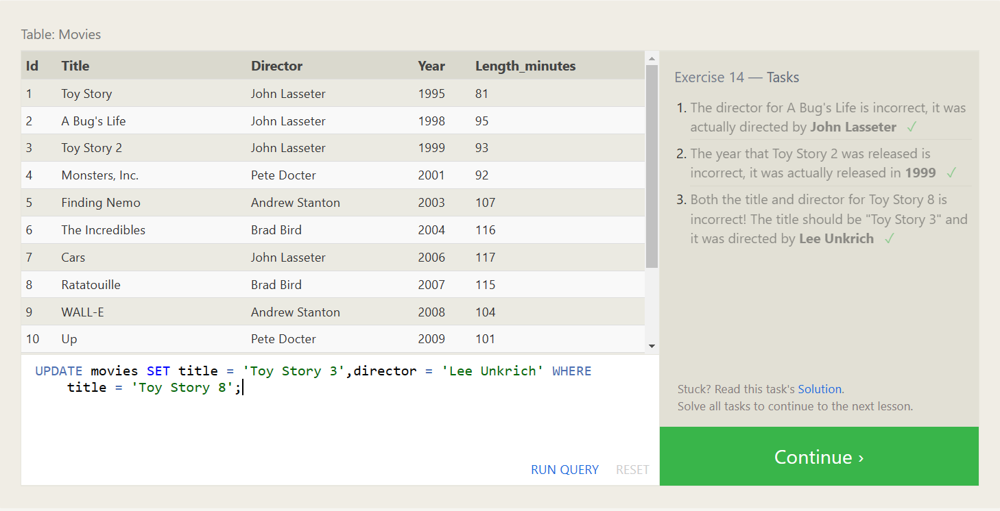 Table: Movies
Id Title Director Year Length_minutes
1 Toy Story John Lasseter 1995 81
2 A Bug's Life John Lasseter 1998 95
3 Toy Story 2 John Lasseter 1999 93
4 Monsters, Inc. Pete Docter 2001 92
5 Finding Nemo Andrew Stanton 2003 107
6 The Incredibles Brad Bird 2004 116
7 Cars John Lasseter 2006 117
8 Ratatouille Brad Bird 2007 115
9 WALL-E Andrew Stanton 2008 104
10 Up Pete Docter 2009 101
UPDATE movies SET title = 'Toy Story 3',director = 'Lee Unkrich' WHERE
title = 'Toy Story 8';
RUN QUERY RESET
Exercise 14 — Tasks
1. The director for A Bug's Life is incorrect, it was
actually directed by John Lasseter ✓
2. The year that Toy Story 2 was released is
incorrect, it was actually released in 1999 ✓
3. Both the title and director for Toy Story 8 is
incorrect! The title should be "Toy Story 3" and
it was directed by Lee Unkrich ✓
Stuck? Read this task's Solution.
Solve all tasks to continue to the next lesson.
Continue ›